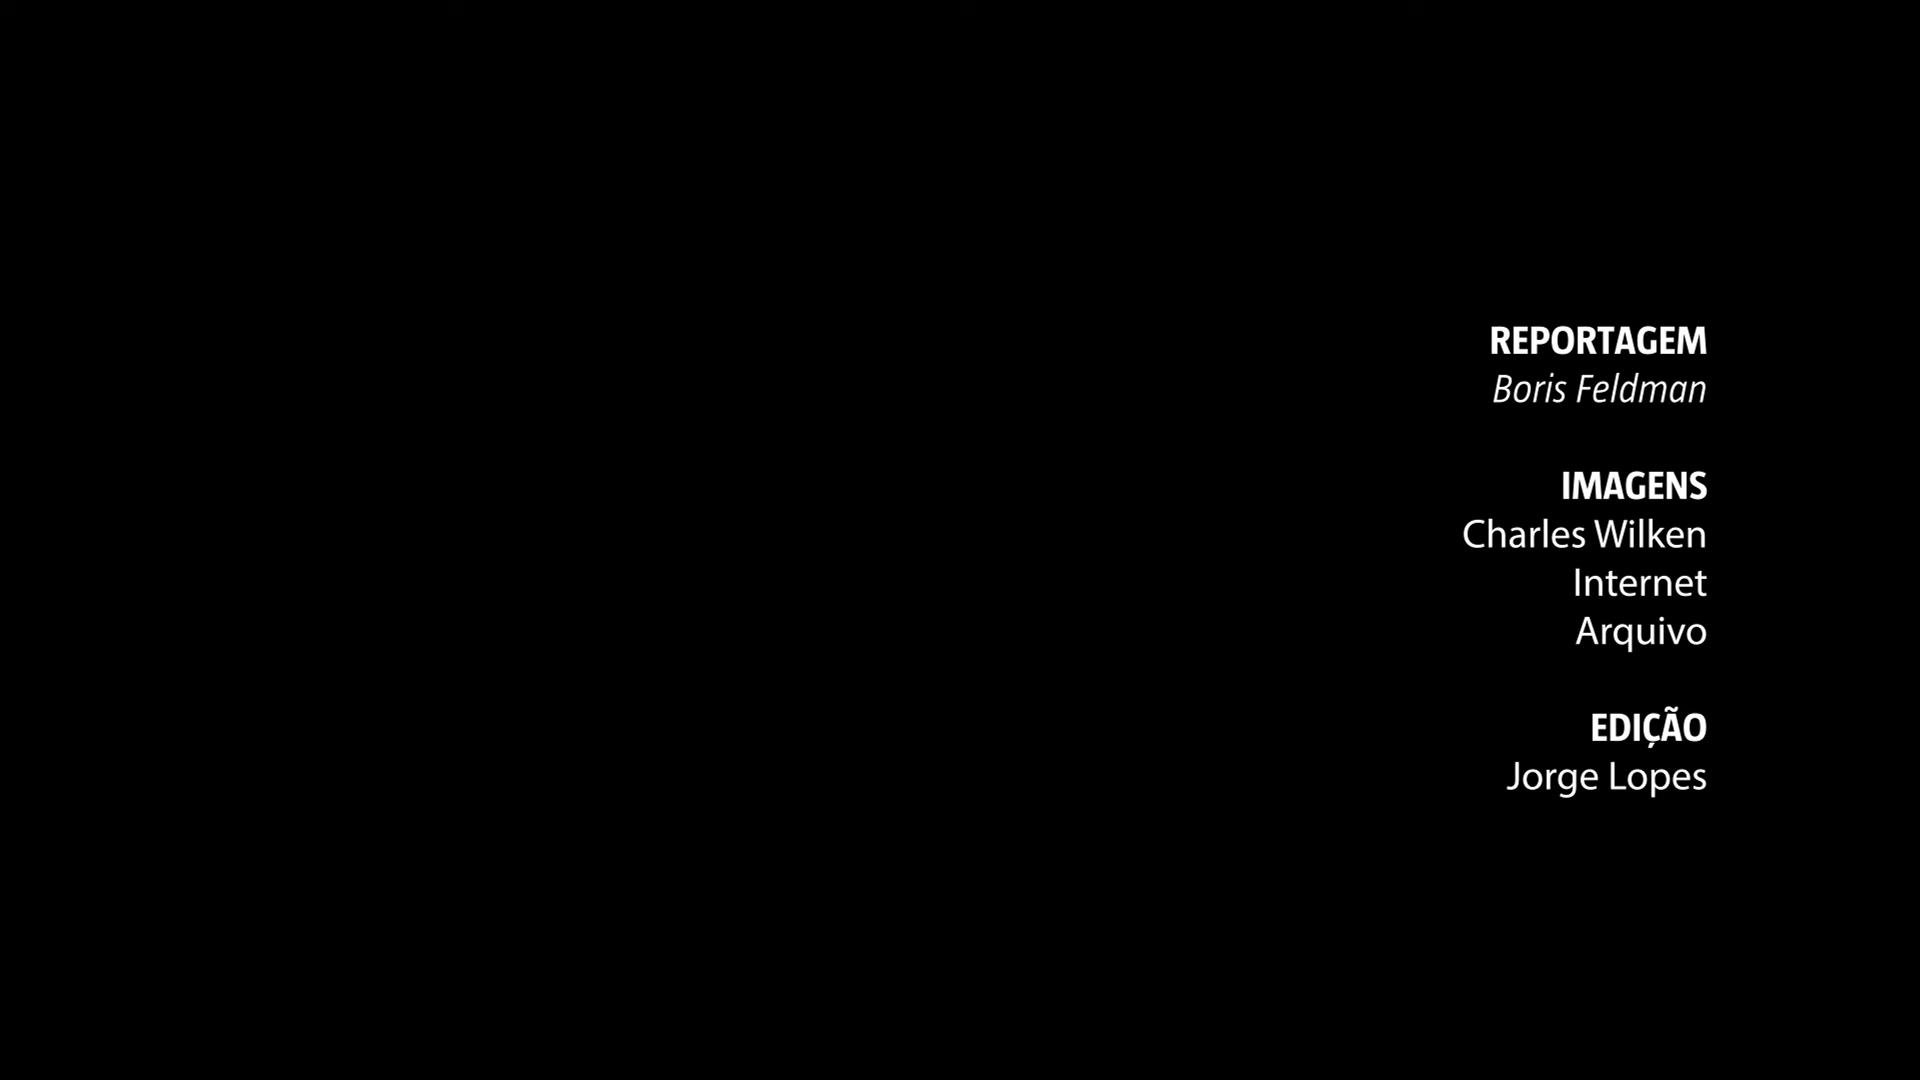 REPORTAGEM
Boris Feldman
IMAGENS
Charles Wilken
Internet
Arquivo
EDIÇÃO
Jorge Lopes